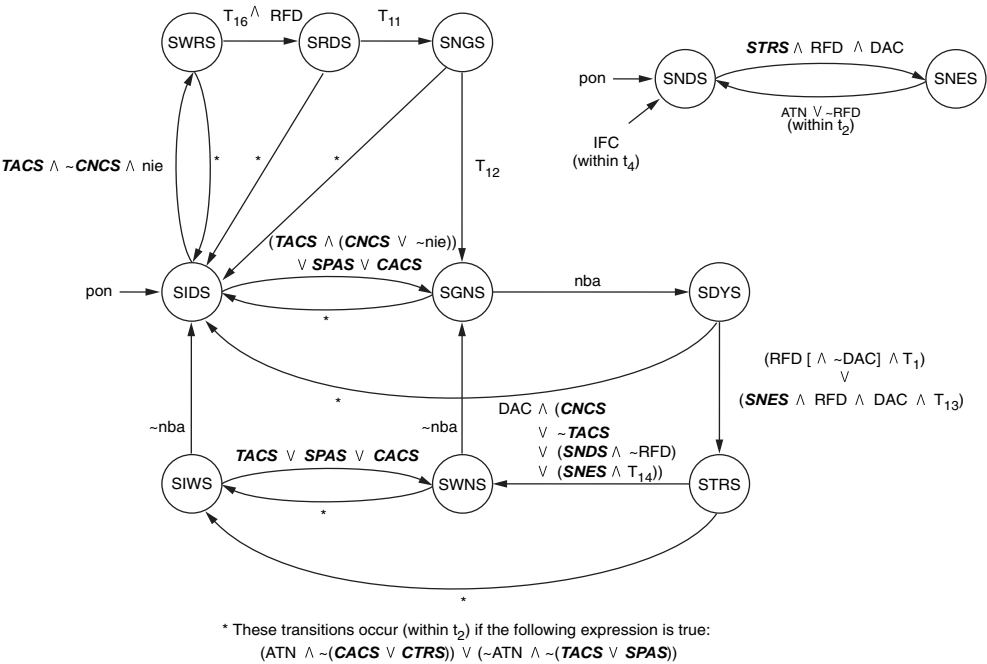 T16 ∧ RFD
T11
SWRS
SRDS
SNGS
STRS ∧ RFD ∧ DAC
pon
SNDS
SNES
ATN ∨ ~RFD
(within t2)
IFC
(within t4)
TACS ∧ ~CNCS ∧ nie
*
*
*
T12
(TACS ∧ (CNCS ∨ ~nie))
∨ SPAS ∨ CACS
pon
SIDS
SGNS
nba
SDYS
*
(RFD [ ∧ ~DAC] ∧ T1)
∨
(SNES ∧ RFD ∧ DAC ∧ T13)
*
~nba
~nba
DAC ∧ (CNCS
∨ ~TACS
∨ (SNDS ∧ ~RFD)
∨ (SNES ∧ T14))
TACS ∨ SPAS ∨ CACS
SIWS
SWNS
STRS
*
*
* These transitions occur (within t2) if the following expression is true:
(ATN ∧ ~(CACS ∨ CTRS)) ∨ (~ATN ∧ ~(TACS ∨ SPAS))